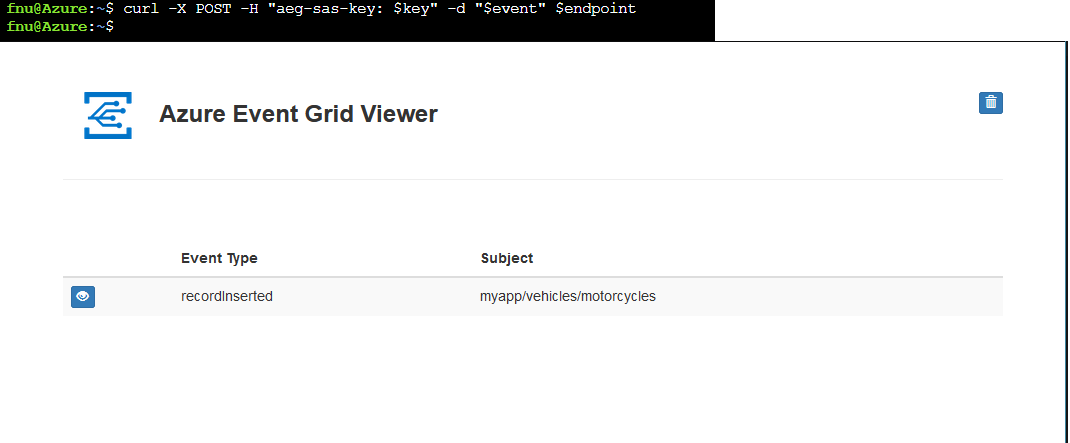 fnu@Azure:~$ curl -X POST -H "aeg-sas-key: $key" -d "$event" $endpoint
fnu@Azure:~$
Azure Event Grid Viewer
Event Type Subject
recordInserted myapp/vehicles/motorcycles